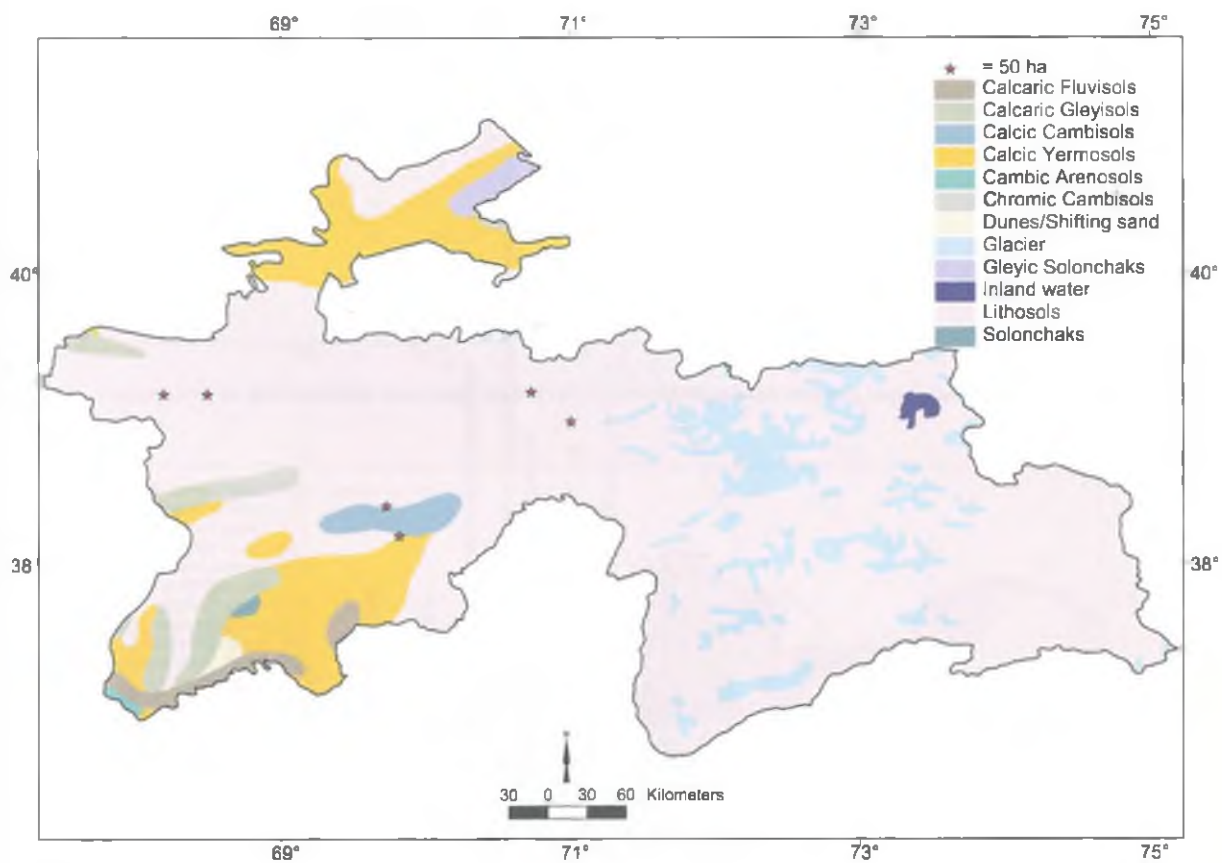 69° 71° 73° 75°
= 50 ha
Calcaric Fluvisols
Calcaric Gleyisols
Calcic Cambisols
Calcic Yermosols
Cambic Arenosols
Chromic Cambisols
Dunes/Shifting sand
Glacier
Gleyic Solonchaks
Inland water
Lithosols
Solonchaks
40° 40°
38° 38°
30 0 30 60 Kilometers
69° 71° 73° 75°